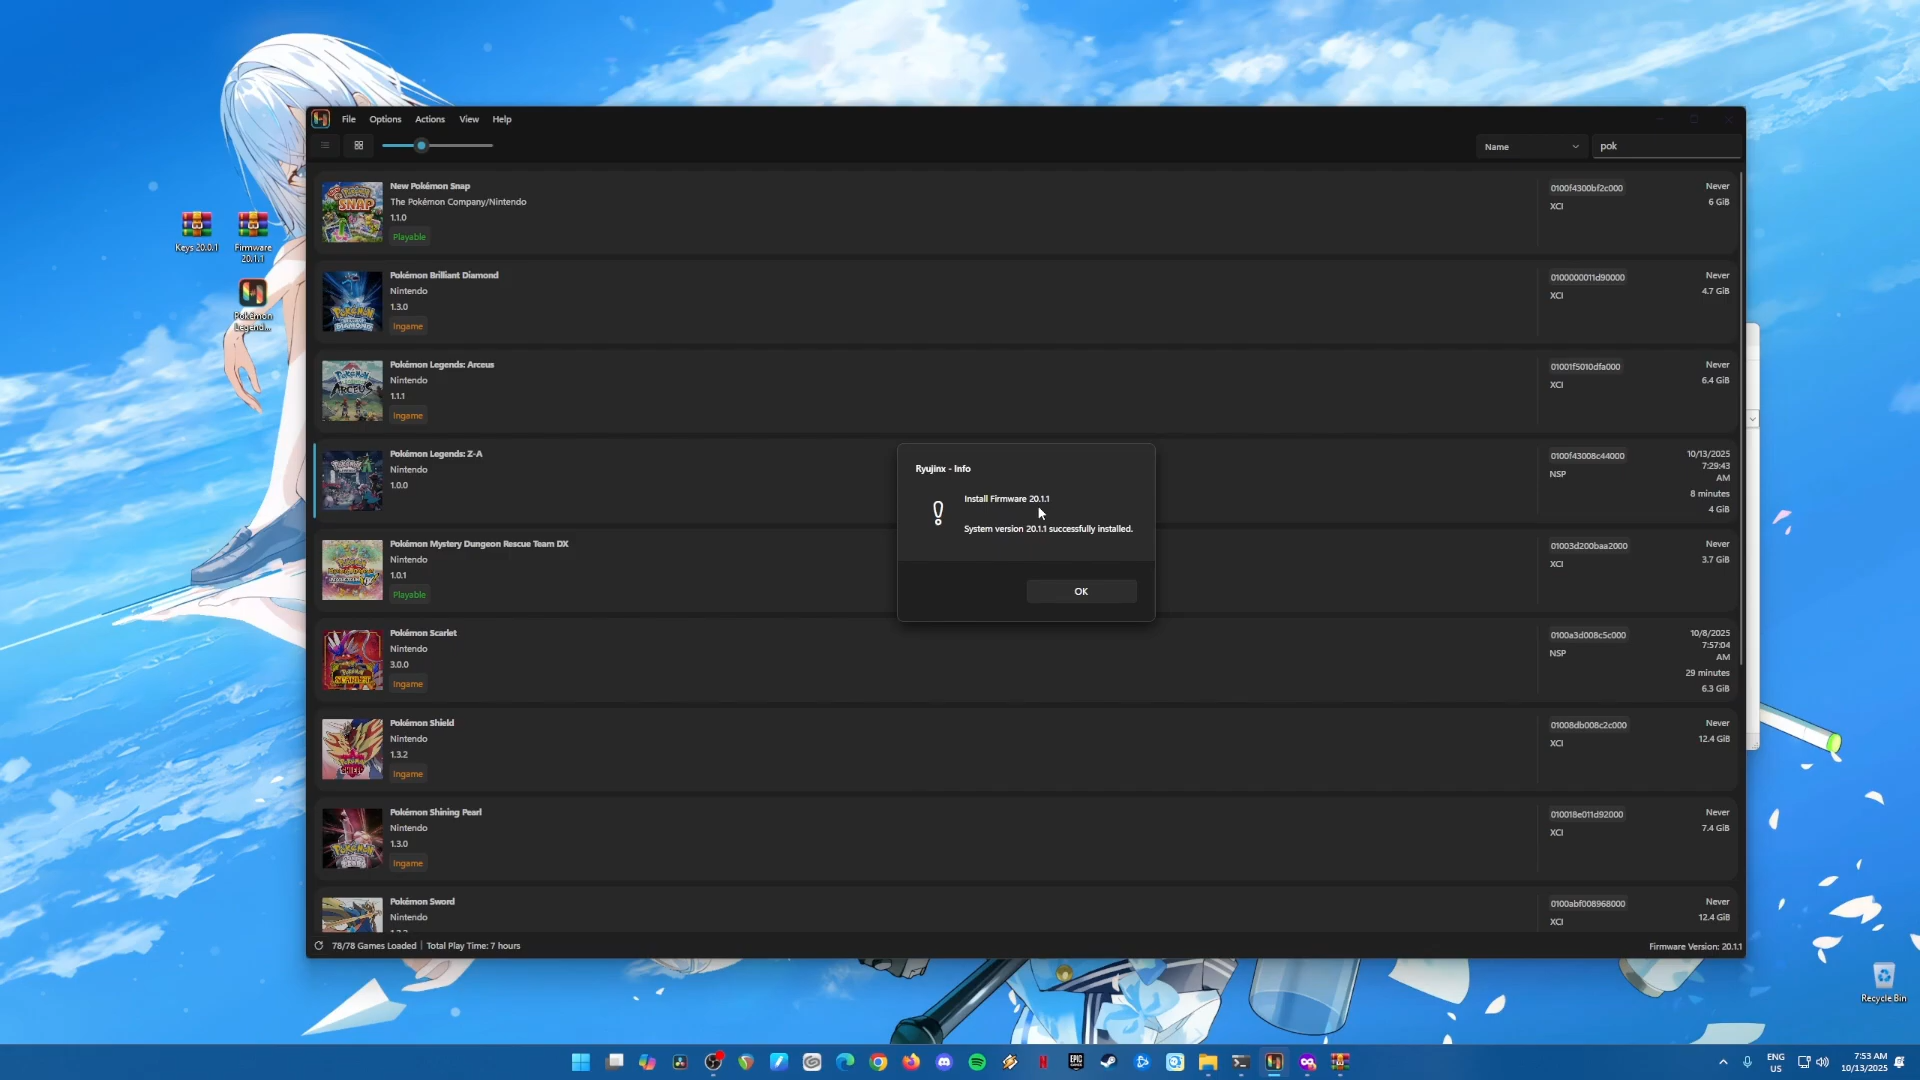 File Options Actions View Help
Name
pok
New Pokémon Snap
The Pokémon Company/Nintendo
1.1.0
Playable
0100f4300bf2c000
XCI
Never
6 GiB
Pokémon Brilliant Diamond
Nintendo
1.3.0
Ingame
0100000011d90000
XCI
Never
4.7 GiB
Pokémon Legends: Arceus
Nintendo
1.1.1
Ingame
01001f5010dfa000
XCI
Never
6.4 GiB
Pokémon Legends: Z-A
Nintendo
1.0.0
0100f43008c44000
NSP
10/13/2025
7:29:43
AM
8 minutes
4 GiB
Ryujinx - Info
Install Firmware 20.1.1
System version 20.1.1 successfully installed.
OK
Pokémon Mystery Dungeon Rescue Team DX
Nintendo
1.0.1
Playable
01003d200baa2000
XCI
Never
3.7 GiB
Pokémon Scarlet
Nintendo
3.0.0
Ingame
0100a3d008c5c000
NSP
10/8/2025
7:57:04
AM
29 minutes
6.3 GiB
Pokémon Shield
Nintendo
1.3.2
Ingame
01008db008c2c000
XCI
Never
12.4 GiB
Pokémon Shining Pearl
Nintendo
1.3.0
Ingame
010018e011d92000
XCI
Never
7.4 GiB
Pokémon Sword
Nintendo
0100abf008968000
XCI
Never
12.4 GiB
78/78 Games Loaded | Total Play Time: 7 hours
Firmware Version: 20.1.1
Keys 20.0.1
Firmware
20.1.1
Pokémon
Legend...
Recycle Bin
ENG
US
7:53 AM
10/13/2025